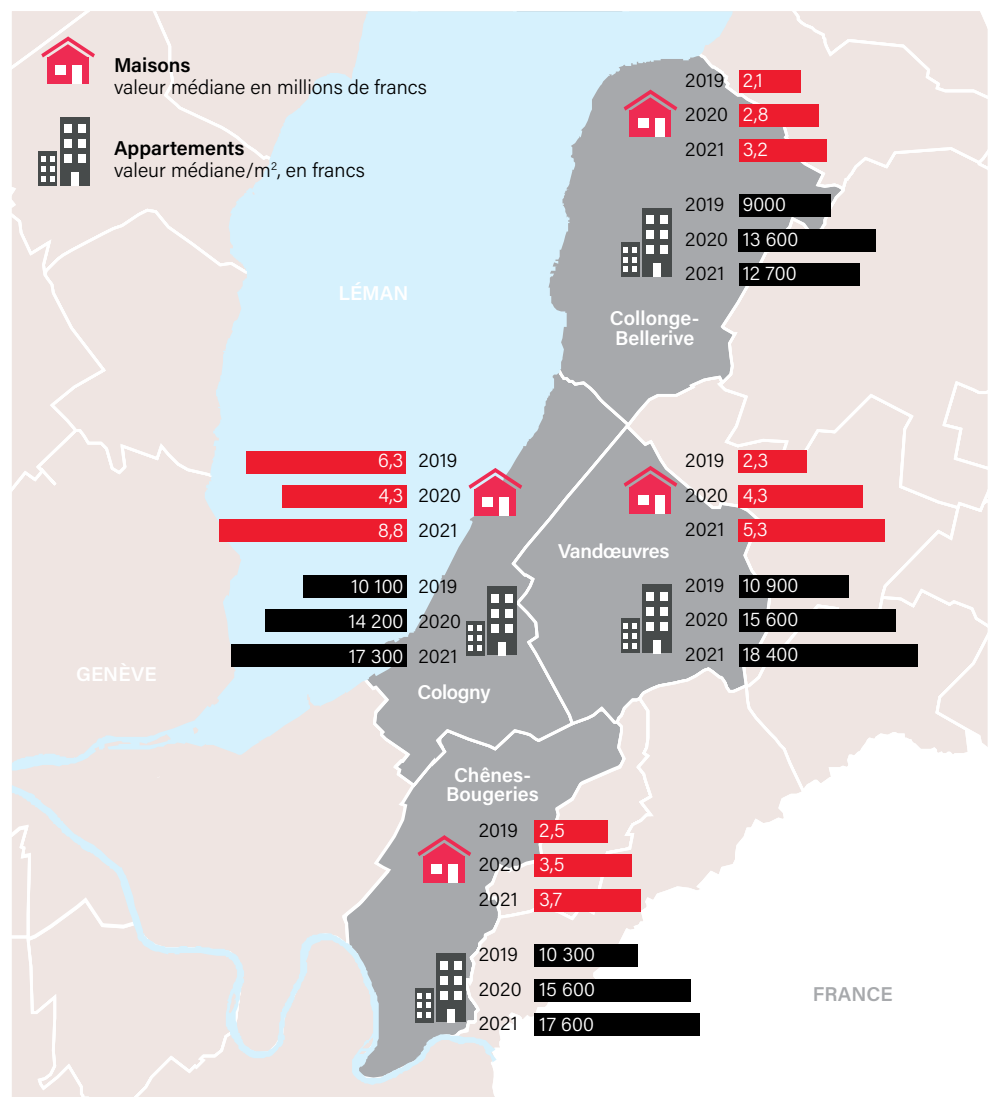 Maisons
valeur médiane en millions de francs
Appartements
valeur médiane/m², en francs
LÉMAN
GENÈVE
FRANCE
2019 2,1
2020 2,8
2021 3,2
2019 9000
2020 13 600
2021 12 700
Collonge-
Bellerive
6,3 2019
4,3 2020
8,8 2021
10 100 2019
14 200 2020
17 300 2021
Cologny
2019 2,3
2020 4,3
2021 5,3
Vandœuvres
2019 10 900
2020 15 600
2021 18 400
Chênes-
Bougeries
2019 2,5
2020 3,5
2021 3,7
2019 10 300
2020 15 600
2021 17 600